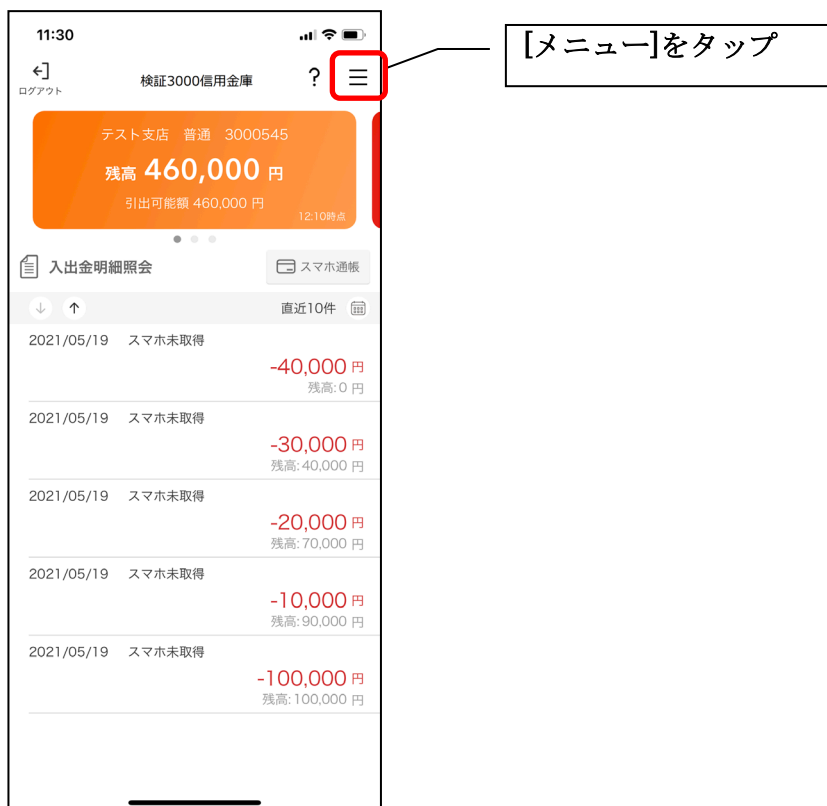 11:30
ログアウト
検証3000信用金庫
?
[メニュー]をタップ
テスト支店 普通 3000545
残高 460,000 円
引出可能額 460,000 円
12:10時点
入出金明細照会
スマホ通帳
直近10件
2021/05/19 スマホ未取得
-40,000 円
残高:0 円
2021/05/19 スマホ未取得
-30,000 円
残高:40,000 円
2021/05/19 スマホ未取得
-20,000 円
残高:70,000 円
2021/05/19 スマホ未取得
-10,000 円
残高:90,000 円
2021/05/19 スマホ未取得
-100,000 円
残高:100,000 円